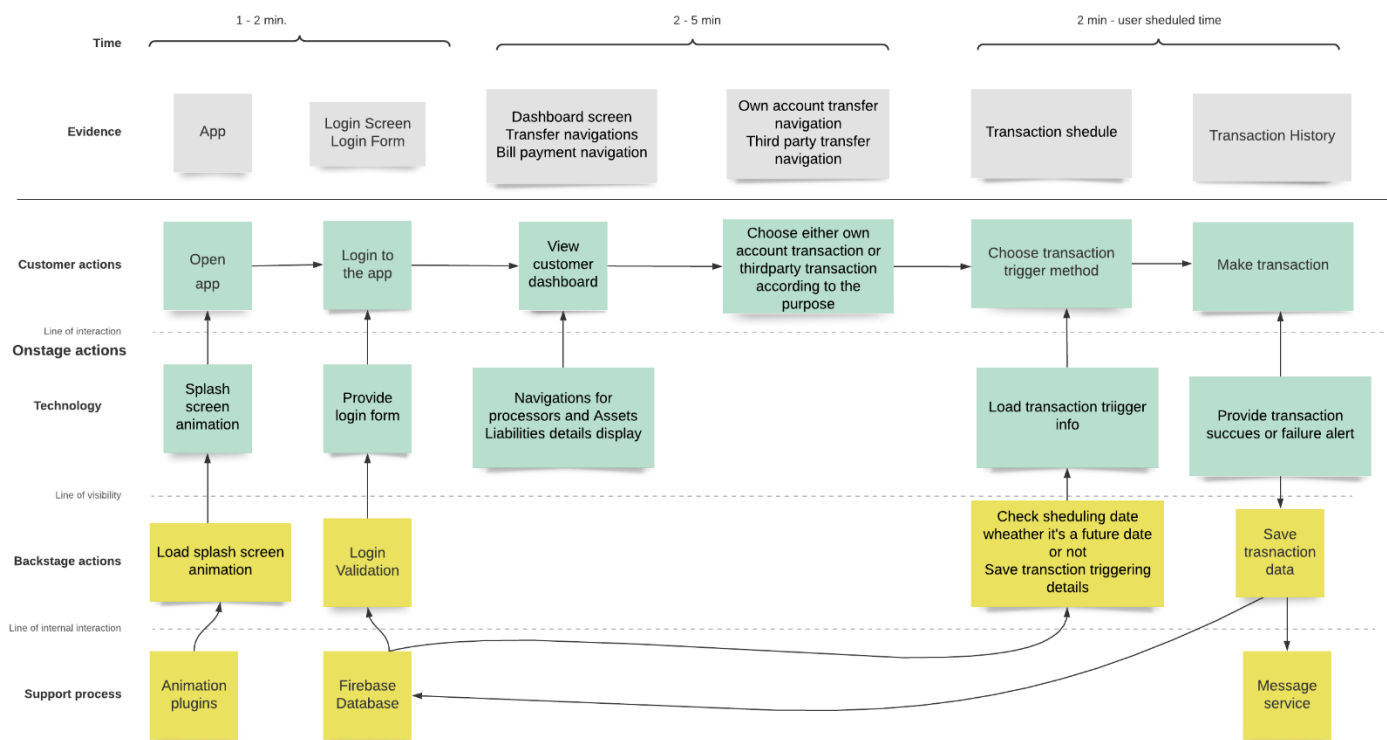 1 - 2 min.
2 - 5 min
2 min - user sheduled time
Time
Evidence
App
Login Screen
Login Form
Dashboard screen
Transfer navigations
Bill payment navigation
Own account transfer
navigation
Third party transfer
navigation
Transaction shedule
Transaction History
Customer actions
Open
app
Login to
the app
View
customer
dashboard
Choose either own
account transaction or
thirdparty transaction
according to the
purpose
Choose transaction
trigger method
Make transaction
Line of interaction
Onstage actions
Technology
Splash
screen
animation
Provide
login form
Navigations for
processors and Assets
Liabilities details display
Load transaction triigger
info
Provide transaction
succues or failure alert
Line of visibility
Backstage actions
Load splash screen
animation
Login
Validation
Check sheduling date
wheather it's a future date
or not
Save transction triggering
details
Save
trasnaction
data
Line of internal interaction
Support process
Animation
plugins
Firebase
Database
Message
service